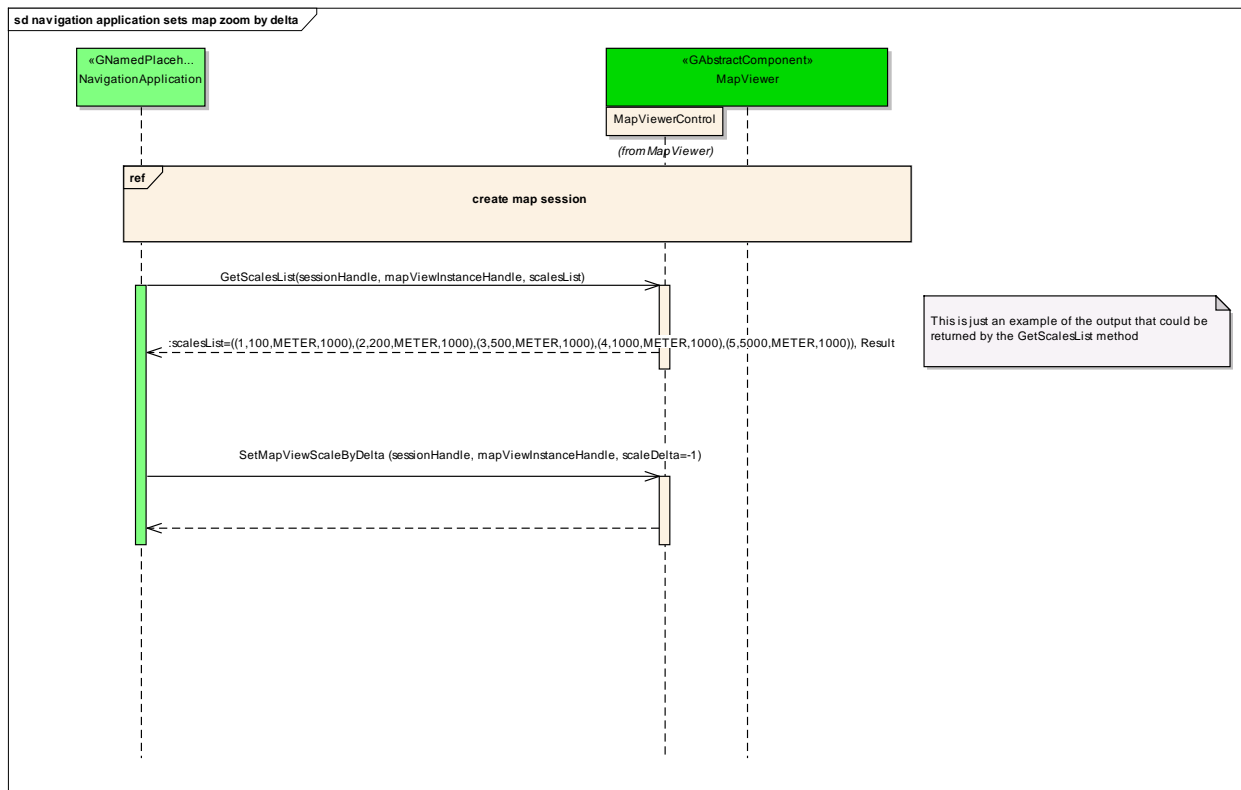 sd navigation application sets map zoom by delta
«GNamedPlaceh...
NavigationApplication
«GAbstractComponent»
MapViewer
MapViewerControl
(from MapViewer)
ref
create map session
GetScalesList(sessionHandle, mapViewInstanceHandle, scalesList)
:scalesList=((1,100,METER,1000),(2,200,METER,1000),(3,500,METER,1000),(4,1000,METER,1000),(5,5000,METER,1000)), Result
This is just an example of the output that could be
returned by the GetScalesList method
SetMapViewScaleByDelta (sessionHandle, mapViewInstanceHandle, scaleDelta=-1)